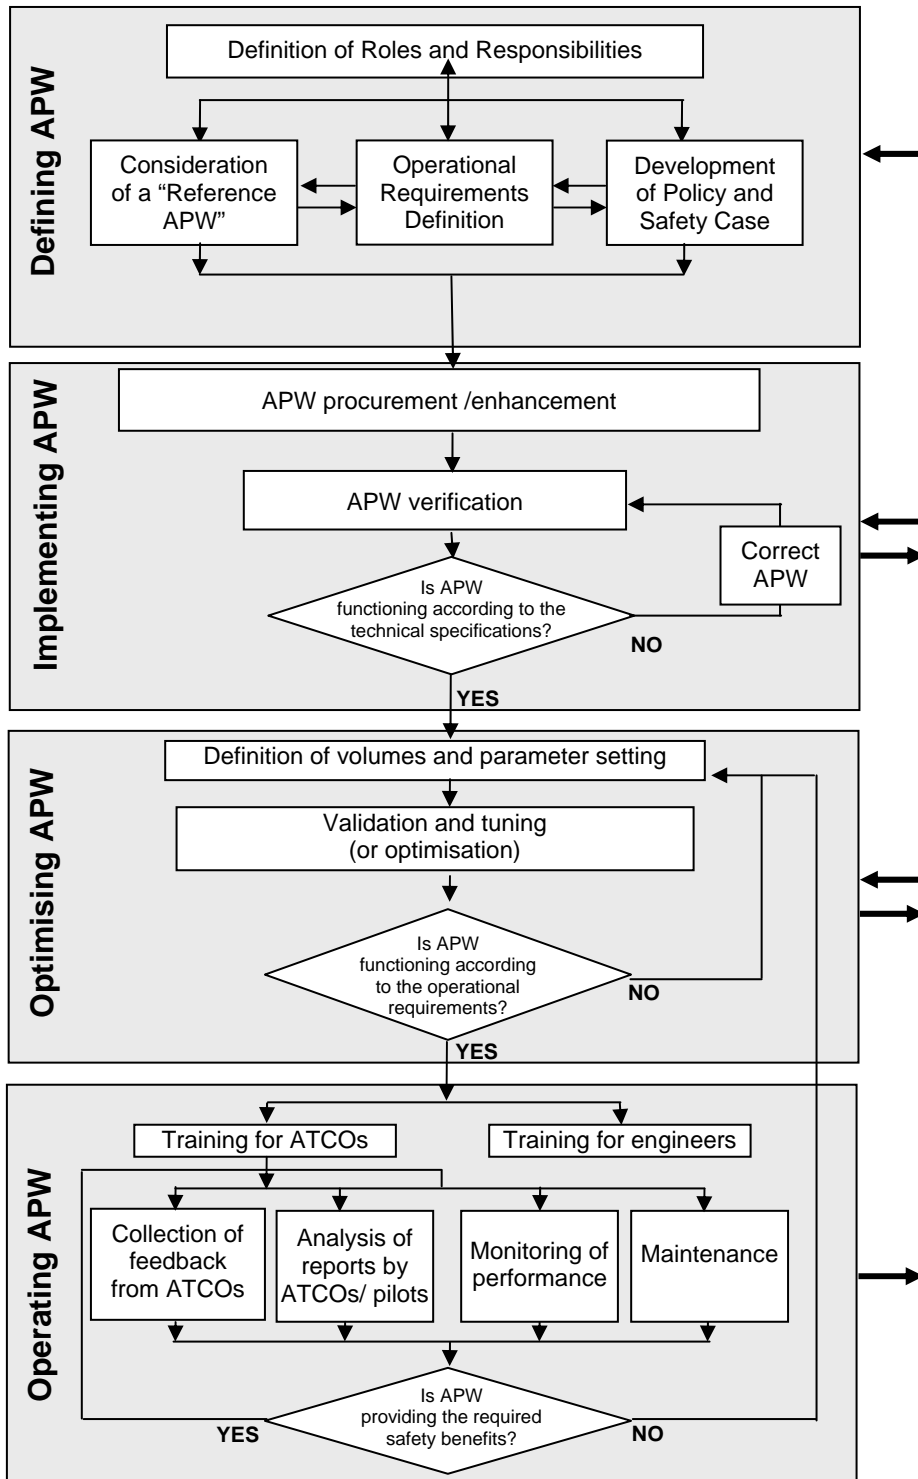 Defining APW
Definition of Roles and Responsibilities
Consideration
of a “Reference
APW”
Operational
Requirements
Definition
Development
of Policy and
Safety Case
Implementing APW
APW procurement /enhancement
APW verification
Correct
APW
Is APW
functioning according to the
technical specifications?
NO
YES
Optimising APW
Definition of volumes and parameter setting
Validation and tuning
(or optimisation)
Is APW
functioning according
to the operational
requirements?
NO
YES
Operating APW
Training for ATCOs
Training for engineers
Collection of
feedback
from ATCOs
Analysis of
reports by
ATCOs/ pilots
Monitoring of
performance
Maintenance
Is APW
providing the required
safety benefits?
YES
NO